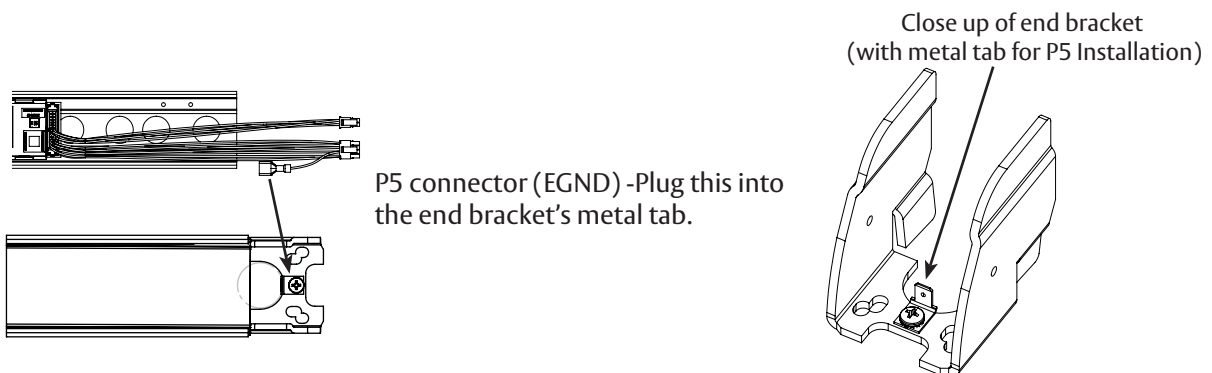 Close up of end bracket
(with metal tab for P5 Installation)
P5 connector (EGND) -Plug this into
the end bracket's metal tab.